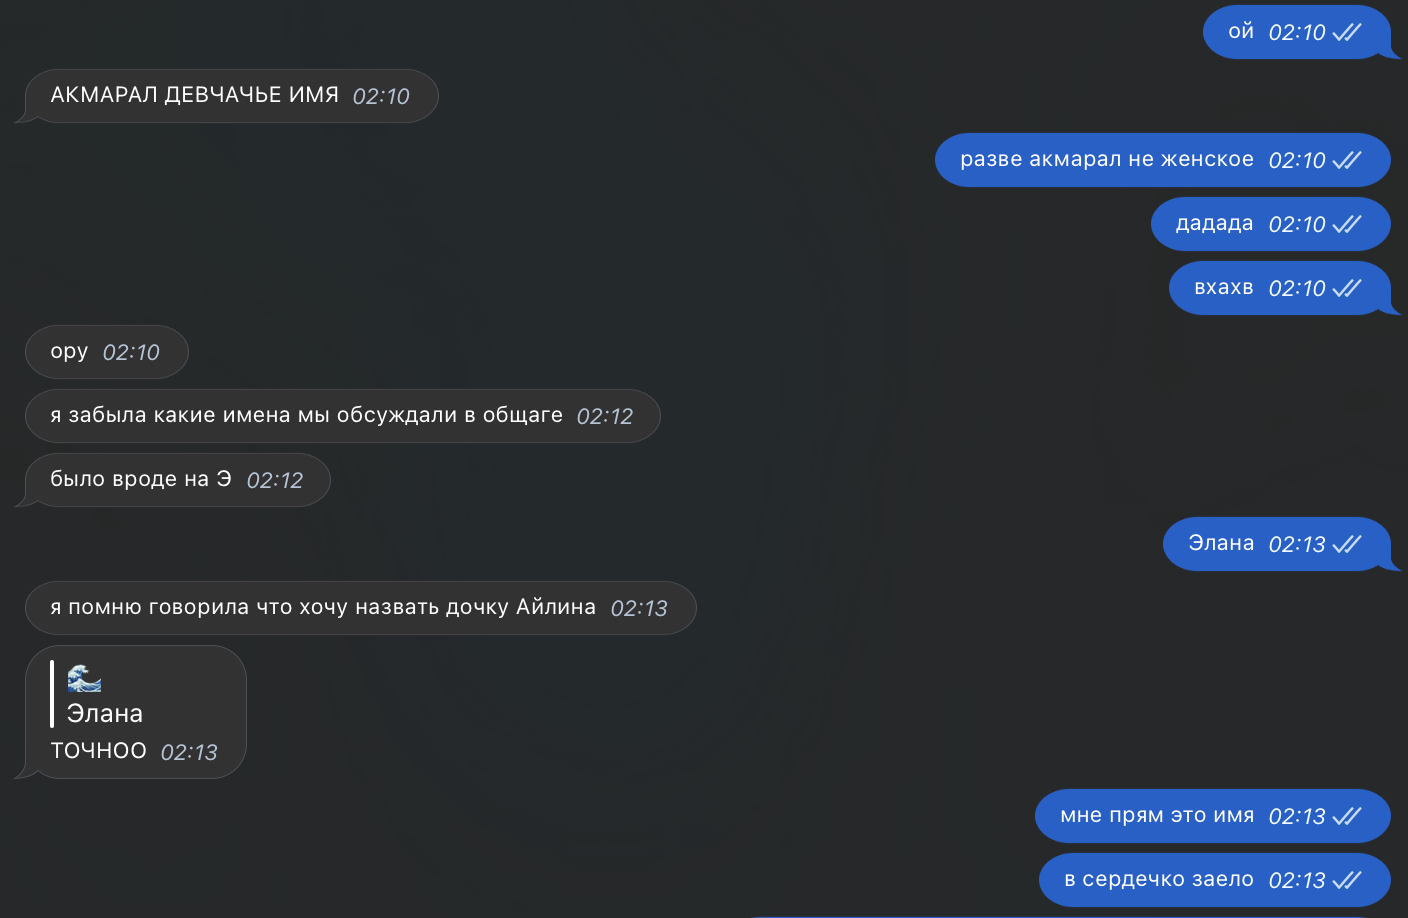 ой 02:10
АКМАРАЛ ДЕВЧАЧЬЕ ИМЯ 02:10
разве акмарал не женское 02:10
дадада 02:10
вхахв 02:10
ору 02:10
я забыла какие имена мы обсуждали в общаге 02:12
было вроде на Э 02:12
Элана 02:13
я помню говорила что хочу назвать дочку Айлина 02:13
🌊
Элана
ТОЧНОО 02:13
мне прям это имя 02:13
в сердечко заело 02:13